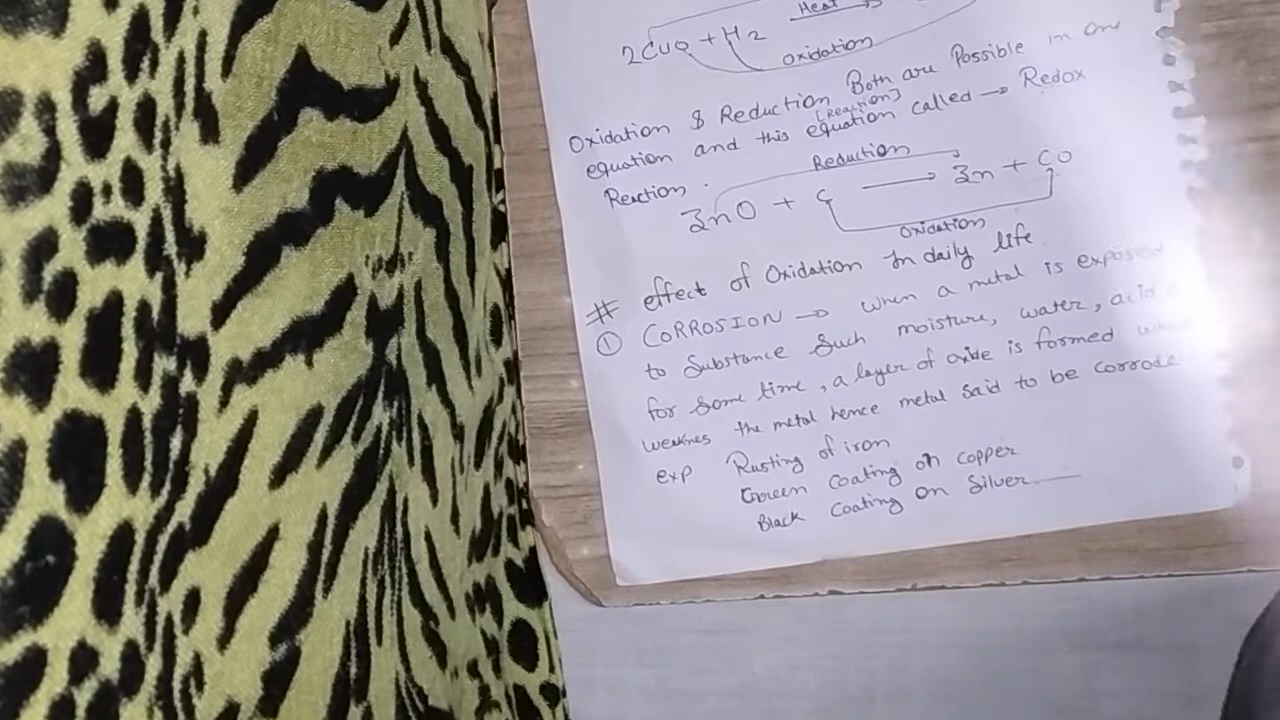 Heat
2CuO + H2
oxidation
Oxidation & Reduction Both are Possible in one
[Reaction]
equation and this equation called → Redox
Reaction.
Reduction
ZnO + C → Zn + CO
Oxidation
# effect of Oxidation In daily life
① CORROSION → when a metal is exposed
to Substance Such moisture, water, acid
for Some time, a layer of oxide is formed
weaknes the metal hence metal said to be corrode
exp Rusting of iron
Green coating on copper
Black coating on Silver